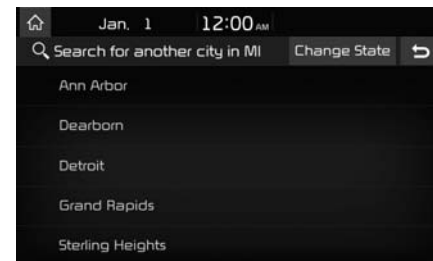 Jan. 1 12:00 AM
Search for another city in MI Change State
Ann Arbor
Dearborn
Detroit
Grand Rapids
Sterling Heights